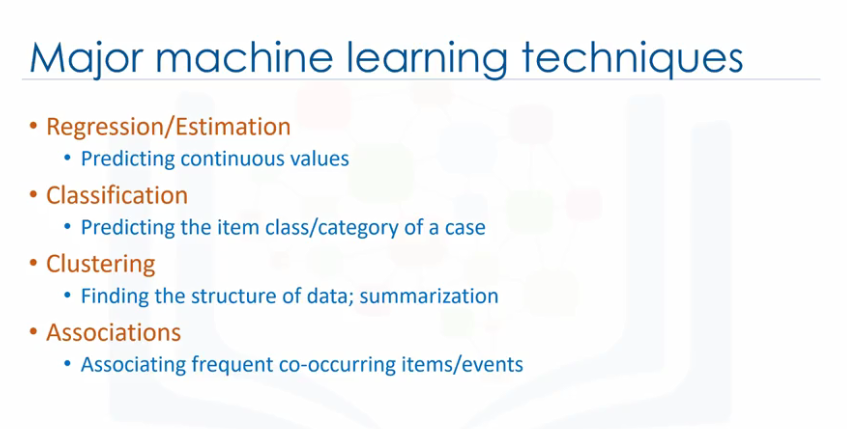 Major machine learning techniques
• Regression/Estimation
• Predicting continuous values
• Classification
• Predicting the item class/category of a case
• Clustering
• Finding the structure of data; summarization
• Associations
• Associating frequent co-occurring items/events